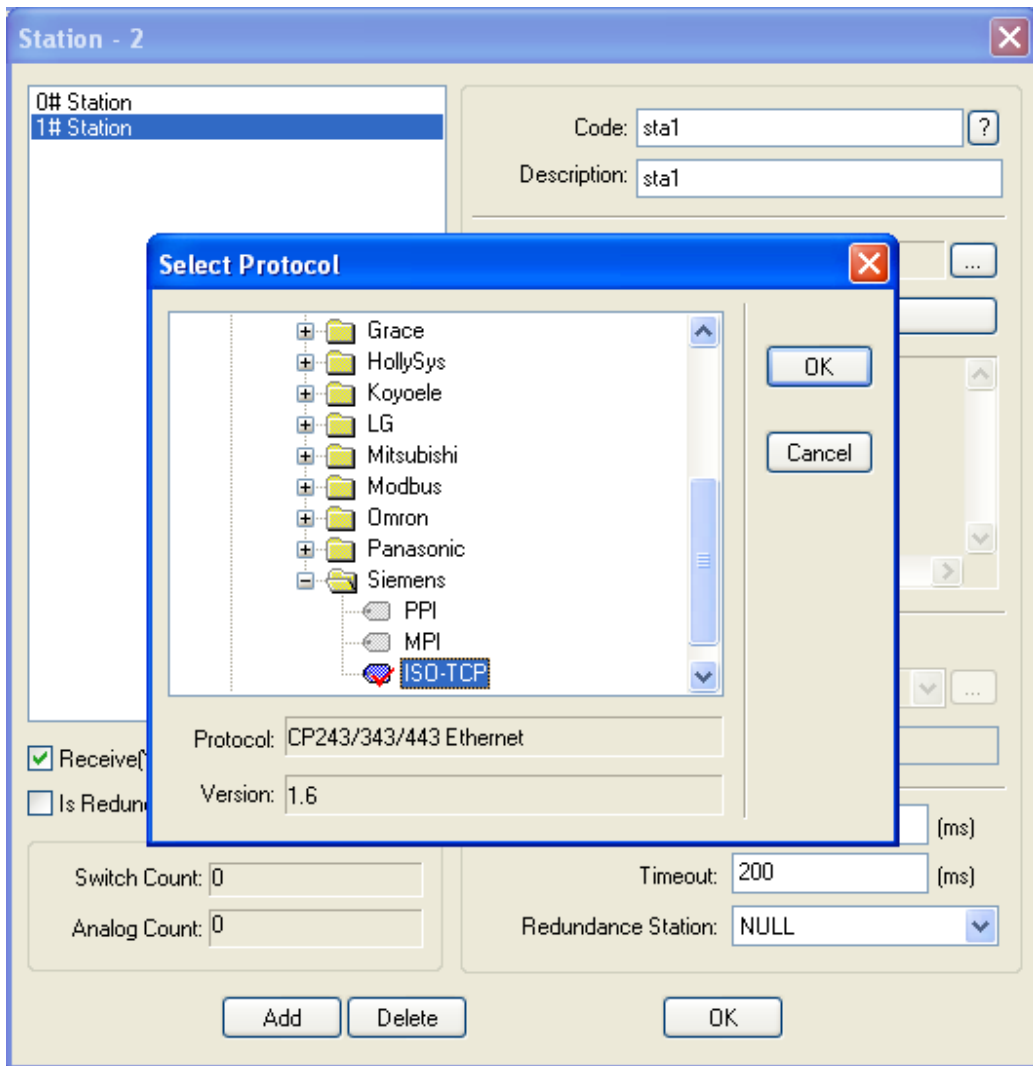 Station - 2
0# Station
1# Station
Code: sta1 ?
Description: sta1
...
Select Protocol
Grace
HollySys
Koyoele
LG
Mitsubishi
Modbus
Omron
Panasonic
Siemens
PPI
MPI
ISO-TCP
OK
Cancel
Protocol: CP243/343/443 Ethernet
Version: 1.6
...
Receive(
Is Redun
(ms)
Switch Count: 0
Analog Count: 0
Timeout: 200 (ms)
Redundance Station: NULL
Add
Delete
OK